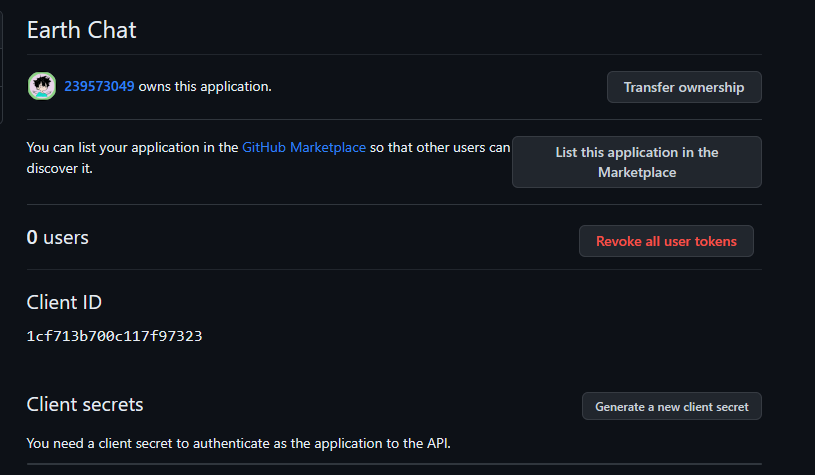 Earth Chat
239573049 owns this application.
Transfer ownership
You can list your application in the GitHub Marketplace so that other users can
discover it.
List this application in the
Marketplace
0 users
Revoke all user tokens
Client ID
1cf713b700c117f97323
Client secrets
Generate a new client secret
You need a client secret to authenticate as the application to the API.